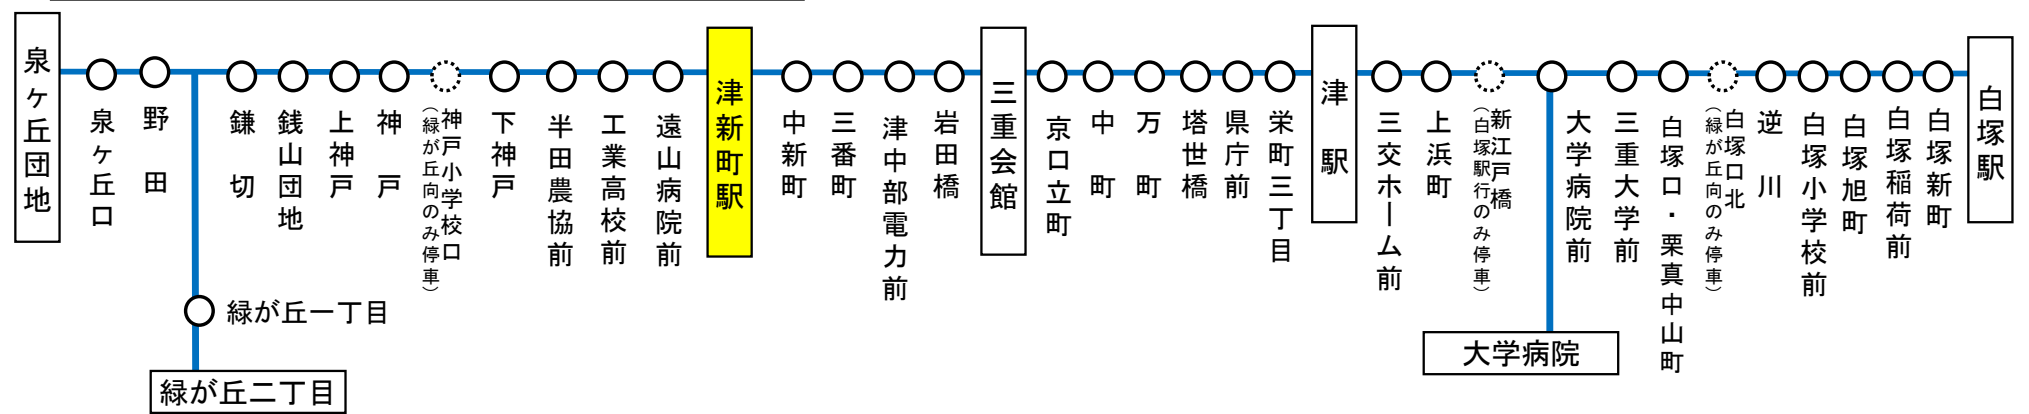 泉ヶ丘団地
泉ヶ丘口
野田
緑が丘一丁目
緑が丘二丁目
鎌切
銭山団地
上神戸
神戸
神戸小学校口
（緑が丘向のみ停車）
下神戸
半田農協前
工業高校前
遠山病院前
津新町駅
中新町
三番町
津中部電力前
岩田橋
三重会館
京口立町
中町
万町
塔世橋
県庁前
栄町三丁目
津駅
三交ホーム前
上浜町
新江戸橋
（白塚駅行のみ停車）
大学病院前
大学病院
三重大学前
白塚口・栗真中山町
白塚口北
（緑が丘向のみ停車）
逆川
白塚小学校前
白塚旭町
白塚稲荷前
白塚新町
白塚駅